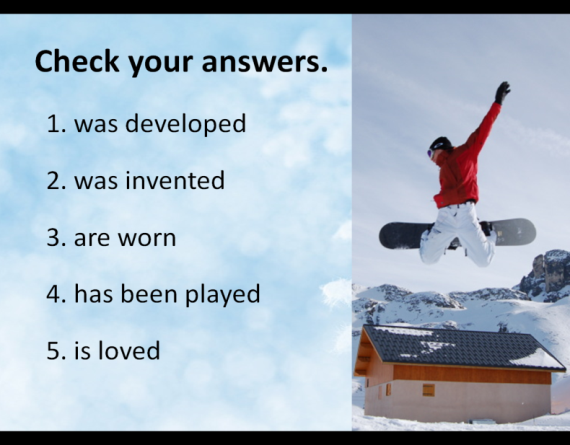 Check your answers.
1. was developed
2. was invented
3. are worn
4. has been played
5. is loved